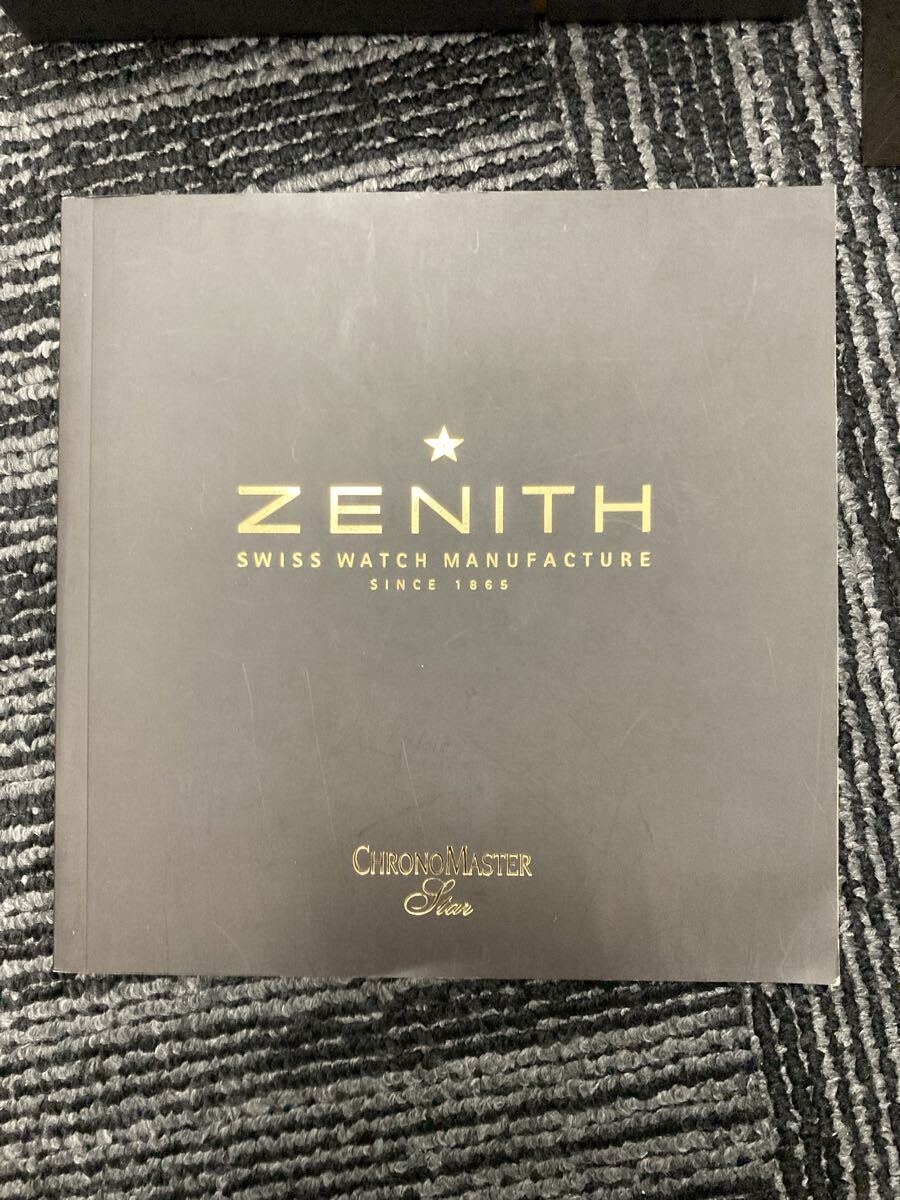 ZENITH
SWISS WATCH MANUFACTURE
SINCE 1865
CHRONOMASTER
Star